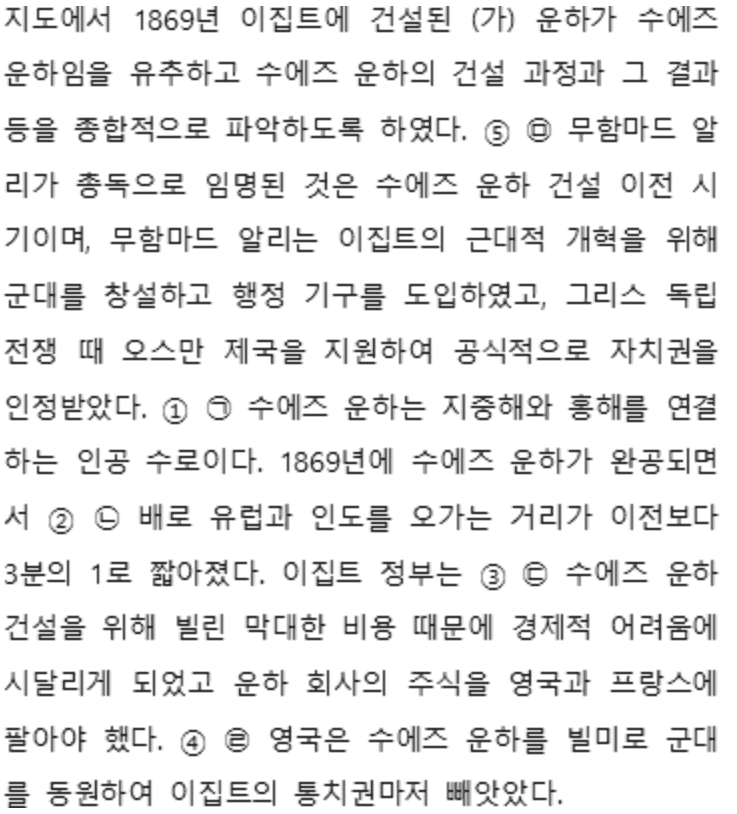 지도에서 1869년 이집트에 건설된 (가) 운하가 수에즈
운하임을 유추하고 수에즈 운하의 건설 과정과 그 결과
등을 종합적으로 파악하도록 하였다. ⑤ ㉤ 무함마드 알
리가 총독으로 임명된 것은 수에즈 운하 건설 이전 시
기이며, 무함마드 알리는 이집트의 근대적 개혁을 위해
군대를 창설하고 행정 기구를 도입하였고, 그리스 독립
전쟁 때 오스만 제국을 지원하여 공식적으로 자치권을
인정받았다. ① ㉠ 수에즈 운하는 지중해와 홍해를 연결
하는 인공 수로이다. 1869년에 수에즈 운하가 완공되면
서 ② ㉡ 배로 유럽과 인도를 오가는 거리가 이전보다
3분의 1로 짧아졌다. 이집트 정부는 ③ ㉢ 수에즈 운하
건설을 위해 빌린 막대한 비용 때문에 경제적 어려움에
시달리게 되었고 운하 회사의 주식을 영국과 프랑스에
팔아야 했다. ④ ㉣ 영국은 수에즈 운하를 빌미로 군대
를 동원하여 이집트의 통치권마저 빼앗았다.